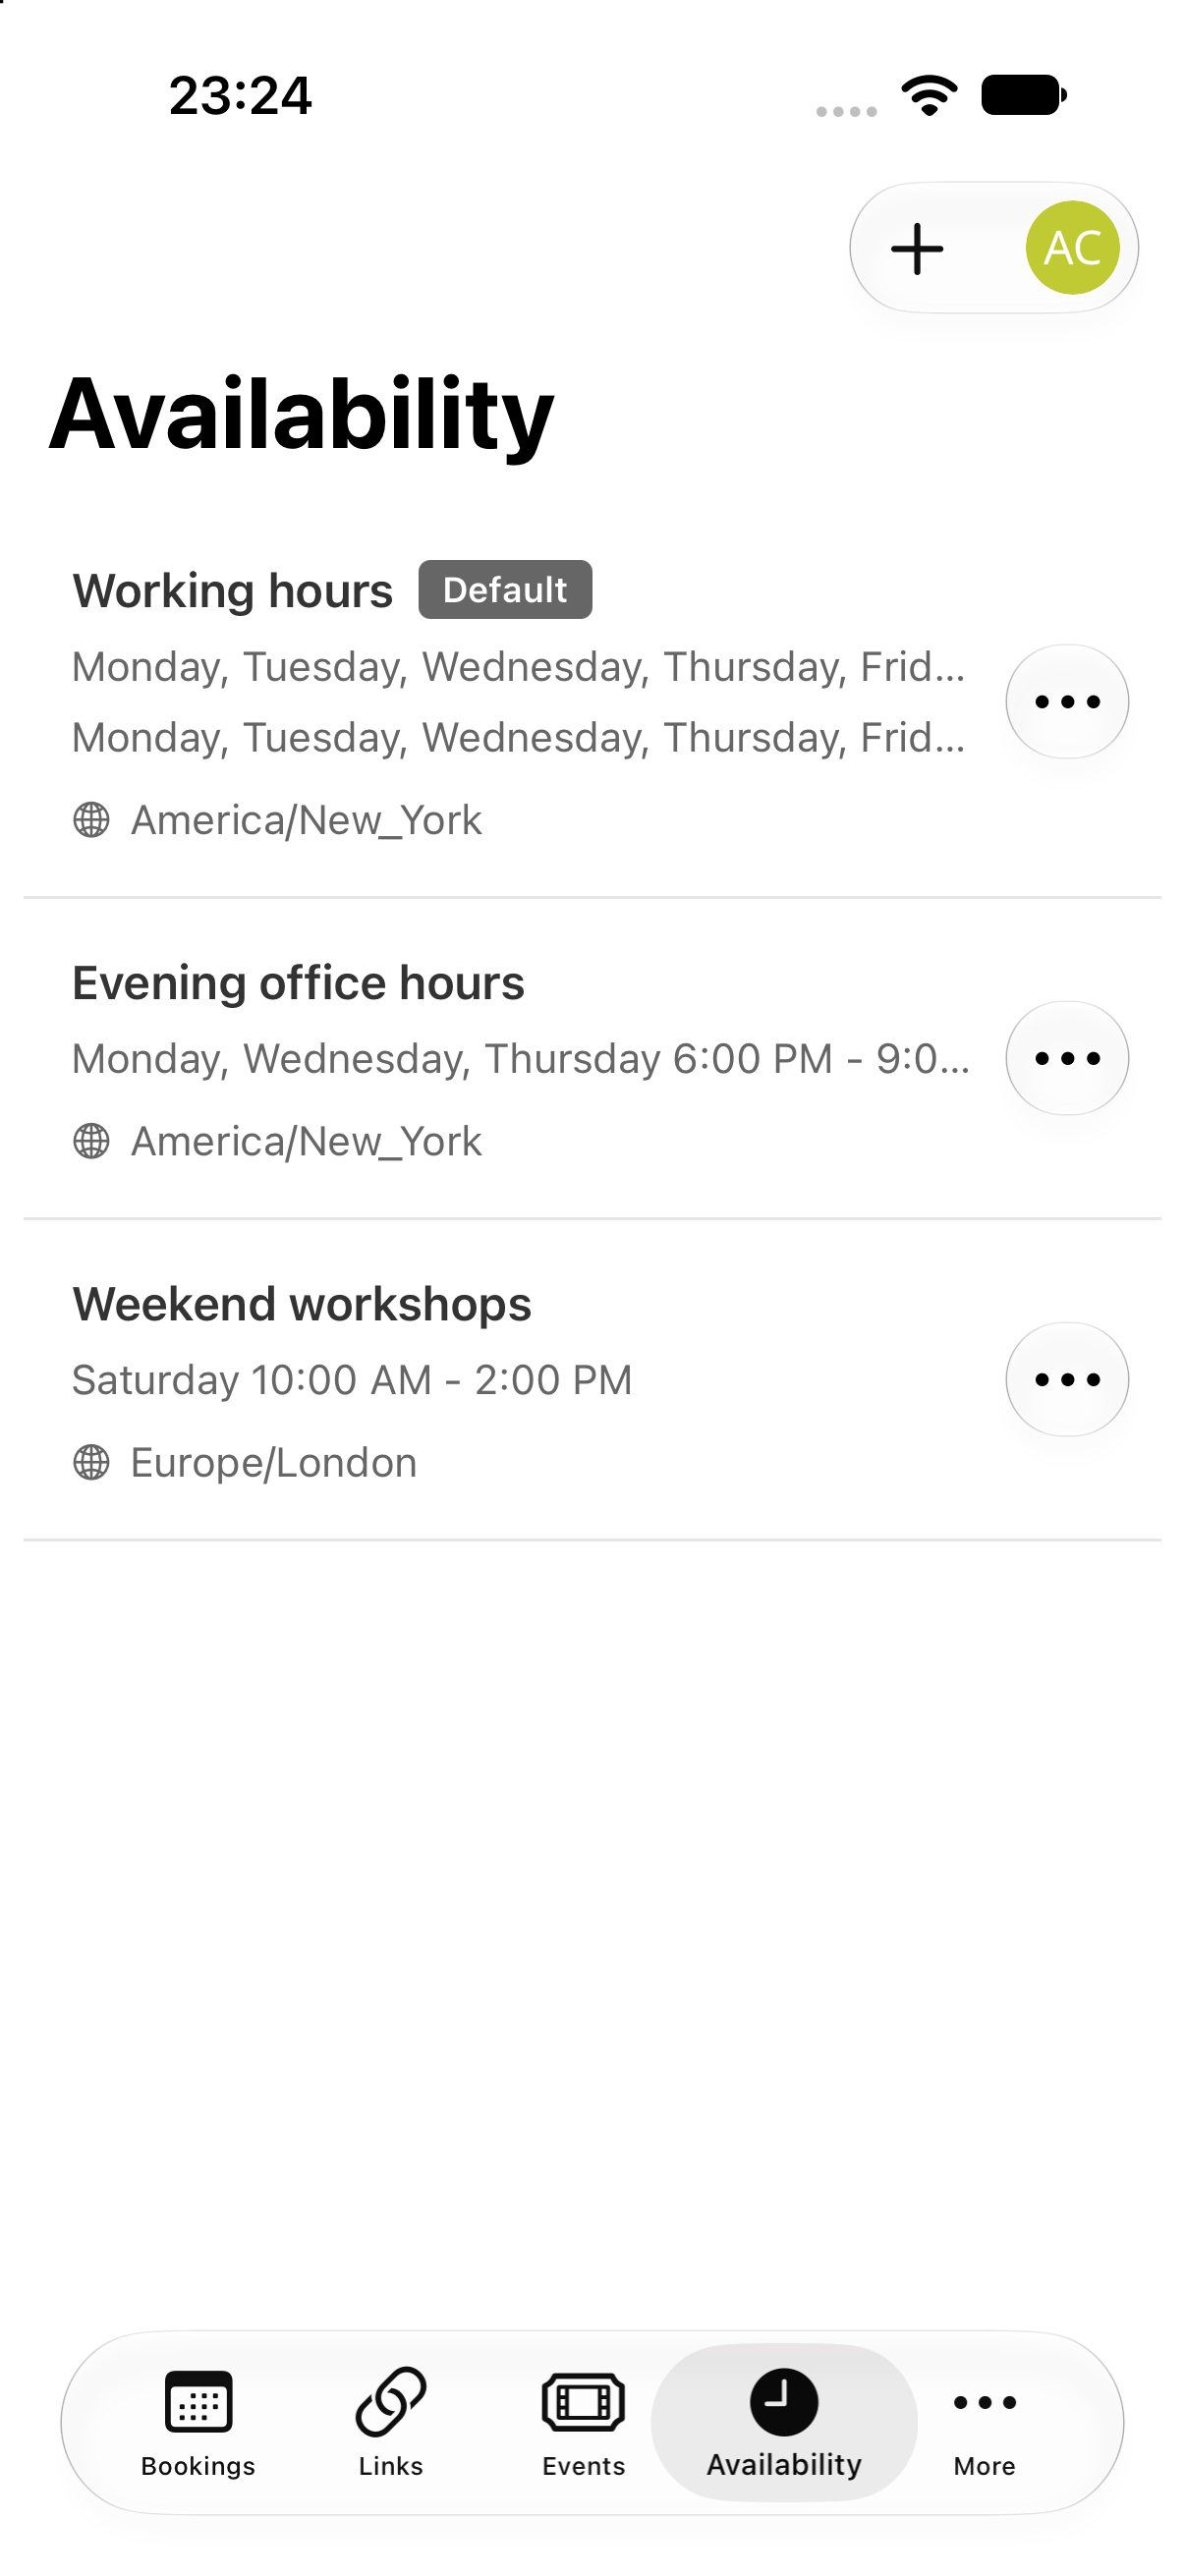 23:24
AC
Availability
Working hours Default
Monday, Tuesday, Wednesday, Thursday, Frid...
Monday, Tuesday, Wednesday, Thursday, Frid...
America/New_York
Evening office hours
Monday, Wednesday, Thursday 6:00 PM - 9:0...
America/New_York
Weekend workshops
Saturday 10:00 AM - 2:00 PM
Europe/London
Bookings Links Events Availability More